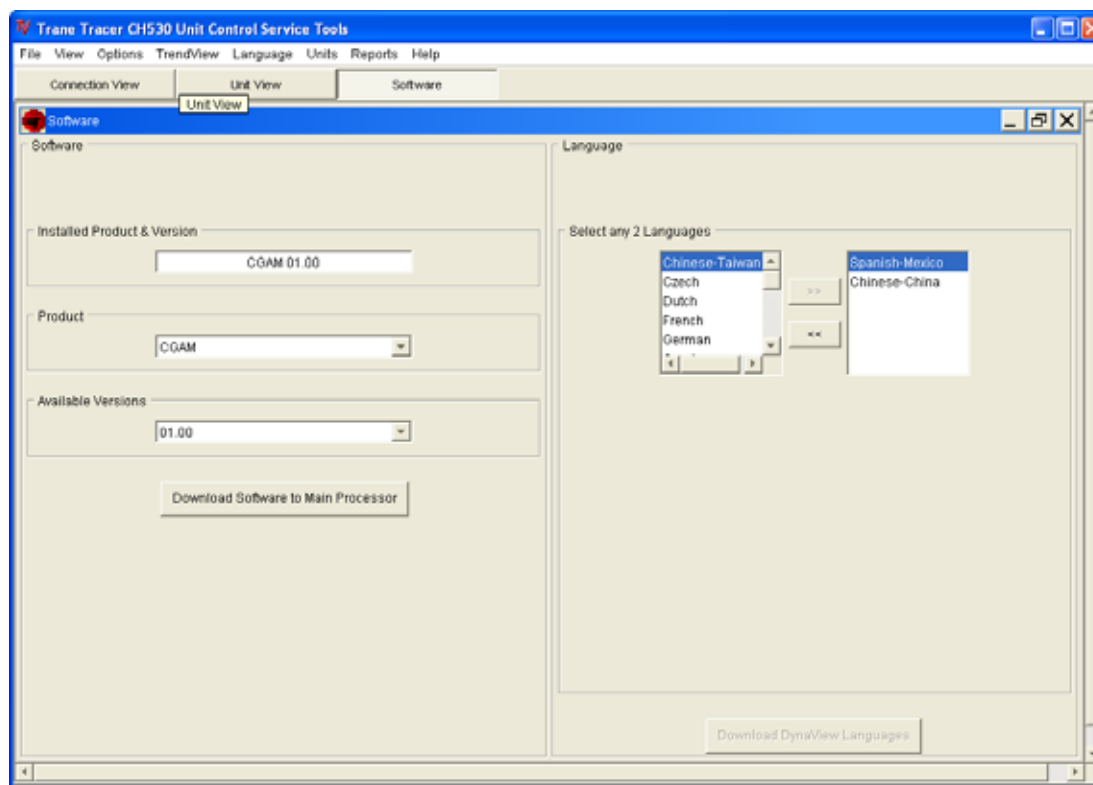 Trane Tracer CH530 Unit Control Service Tools
File View Options TrendView Language Units Reports Help
Connection View Unit View Software
Unit View
Software
Software
Installed Product & Version
CGAM 01.00
Product
CGAM
Available Versions
01.00
Download Software to Main Processor
Language
Select any 2 Languages
Chinese-Taiwan
Czech
Dutch
French
German
>>
<<
Spanish-Mexico
Chinese-China
Download DynaView Languages